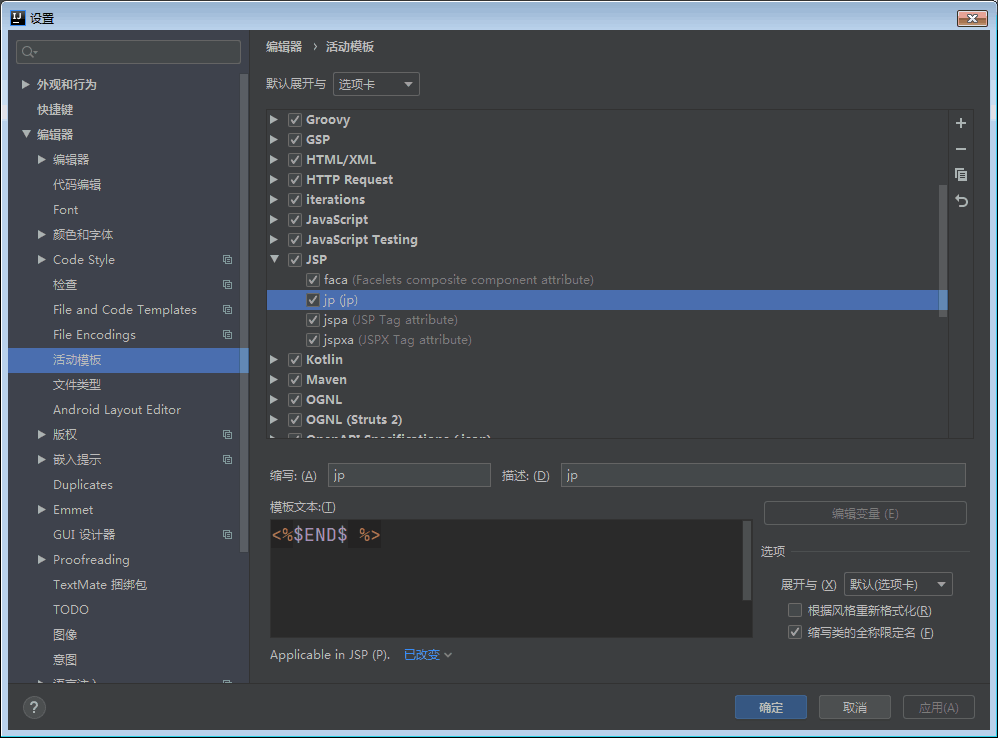 设置
外观和行为
快捷键
编辑器
编辑器
代码编辑
Font
颜色和字体
Code Style
检查
File and Code Templates
File Encodings
活动模板
文件类型
Android Layout Editor
版权
嵌入提示
Duplicates
Emmet
GUI 设计器
Proofreading
TextMate 捆绑包
TODO
图像
意图
语言注入
编辑器 › 活动模板
默认展开与 选项卡
Groovy
GSP
HTML/XML
HTTP Request
iterations
JavaScript
JavaScript Testing
JSP
faca (Facelets composite component attribute)
jp (jp)
jspa (JSP Tag attribute)
jspxa (JSPX Tag attribute)
Kotlin
Maven
OGNL
OGNL (Struts 2)
OpenAPI Specifications (.json)
缩写: (A) jp 描述: (D) jp
模板文本:(T)
<%$END$ %>
编辑变量 (E)
选项
展开与 (X) 默认(选项卡)
根据风格重新格式化(R)
缩写类的全称限定名 (F)
Applicable in JSP (P). 已改变
? 确定 取消 应用(A)